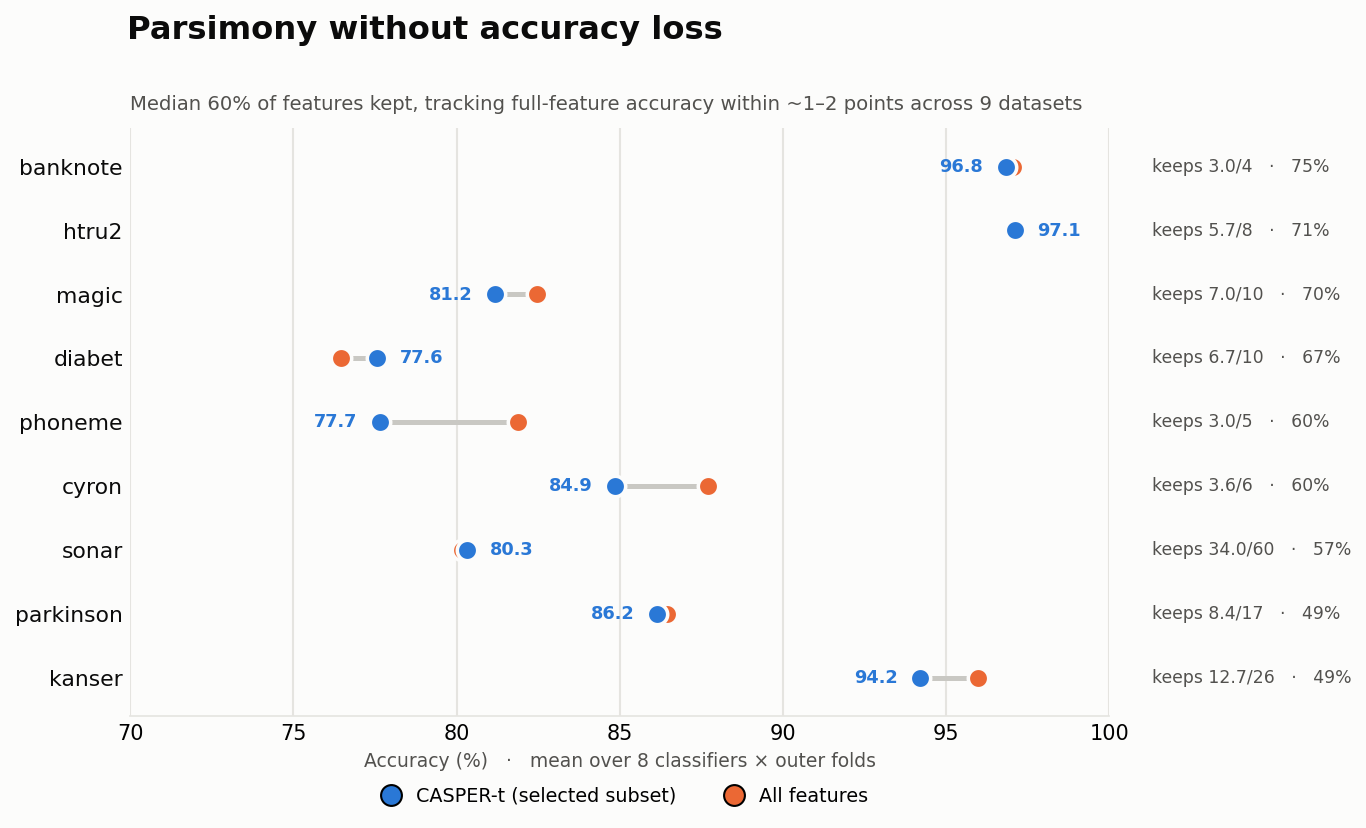 Parsimony without accuracy loss
Median 60% of features kept, tracking full-feature accuracy within ~1–2 points across 9 datasets
banknote 96.8 keeps 3.0/4 · 75%
htru2 97.1 keeps 5.7/8 · 71%
magic 81.2 keeps 7.0/10 · 70%
diabet 77.6 keeps 6.7/10 · 67%
phoneme 77.7 keeps 3.0/5 · 60%
cyron 84.9 keeps 3.6/6 · 60%
sonar 80.3 keeps 34.0/60 · 57%
parkinson 86.2 keeps 8.4/17 · 49%
kanser 94.2 keeps 12.7/26 · 49%
70 75 80 85 90 95 100
Accuracy (%) · mean over 8 classifiers × outer folds
CASPER-t (selected subset) All features